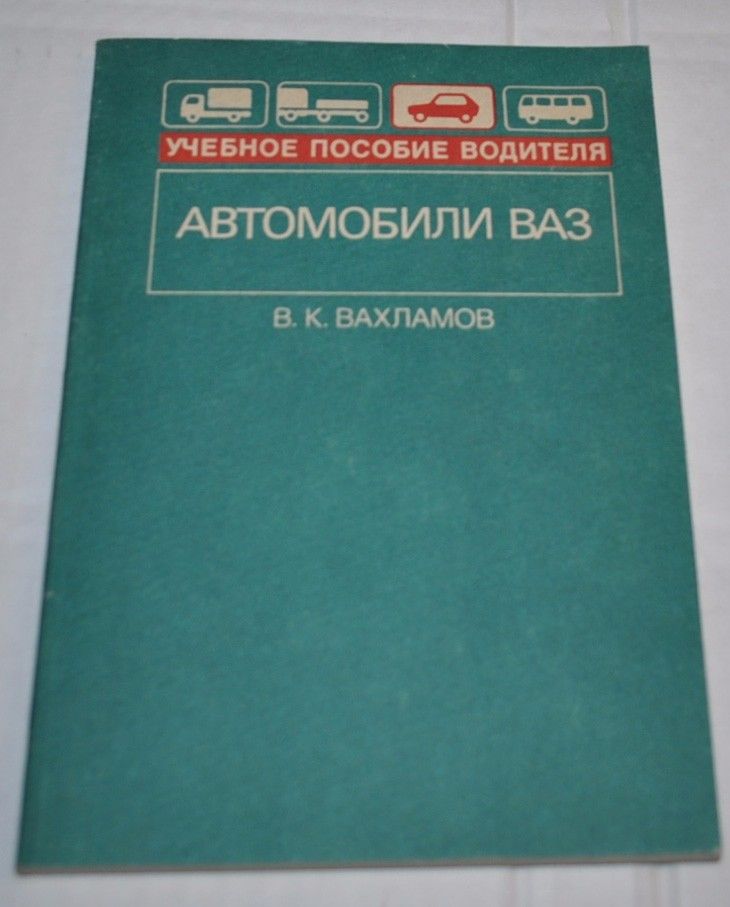 УЧЕБНОЕ ПОСОБИЕ ВОДИТЕЛЯ
АВТОМОБИЛИ ВАЗ
В. К. ВАХЛАМОВ